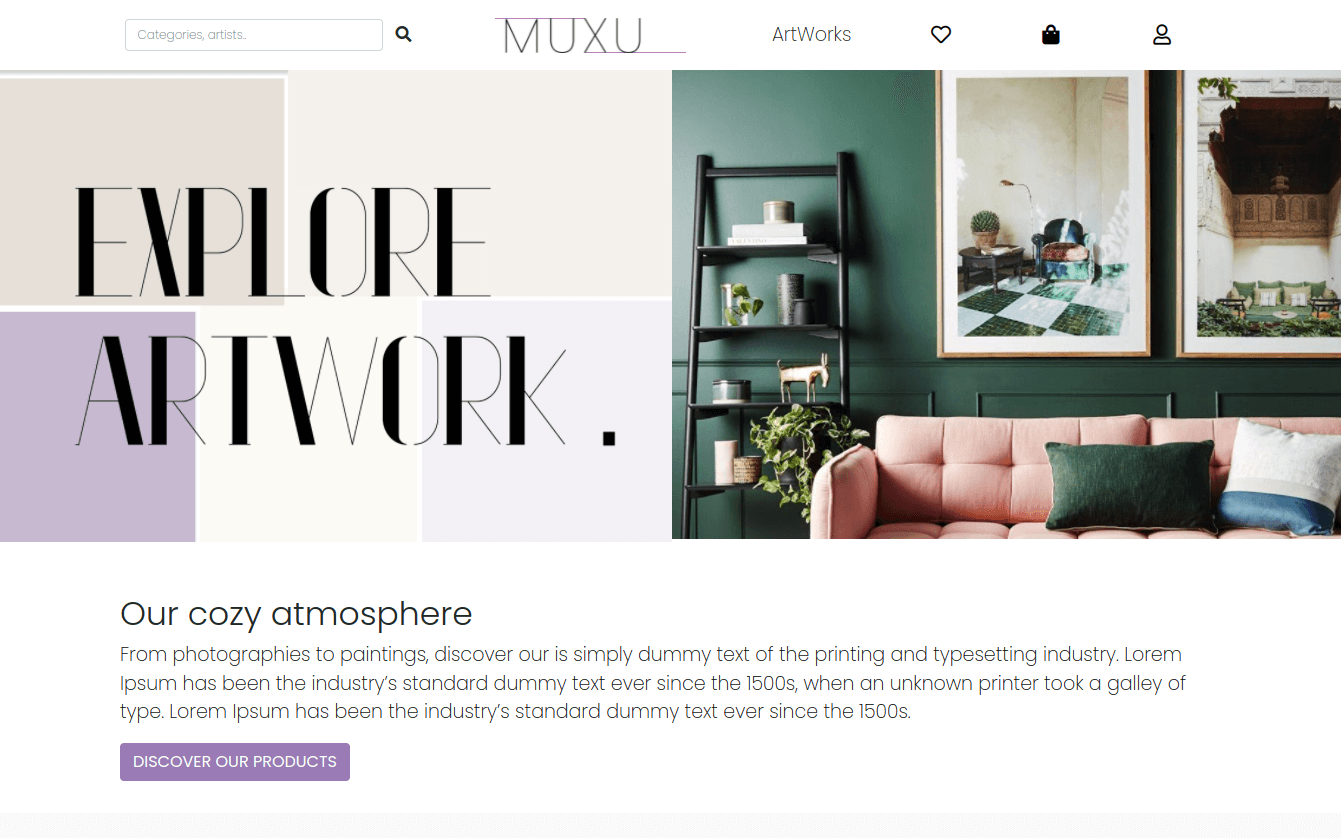 Categories, artists..
MUXU
ArtWorks
EXPLORE
ARTWORK .
VALENTINO
Our cozy atmosphere
From photographies to paintings, discover our is simply dummy text of the printing and typesetting industry. Lorem
Ipsum has been the industry’s standard dummy text ever since the 1500s, when an unknown printer took a galley of
type. Lorem Ipsum has been the industry’s standard dummy text ever since the 1500s.
DISCOVER OUR PRODUCTS